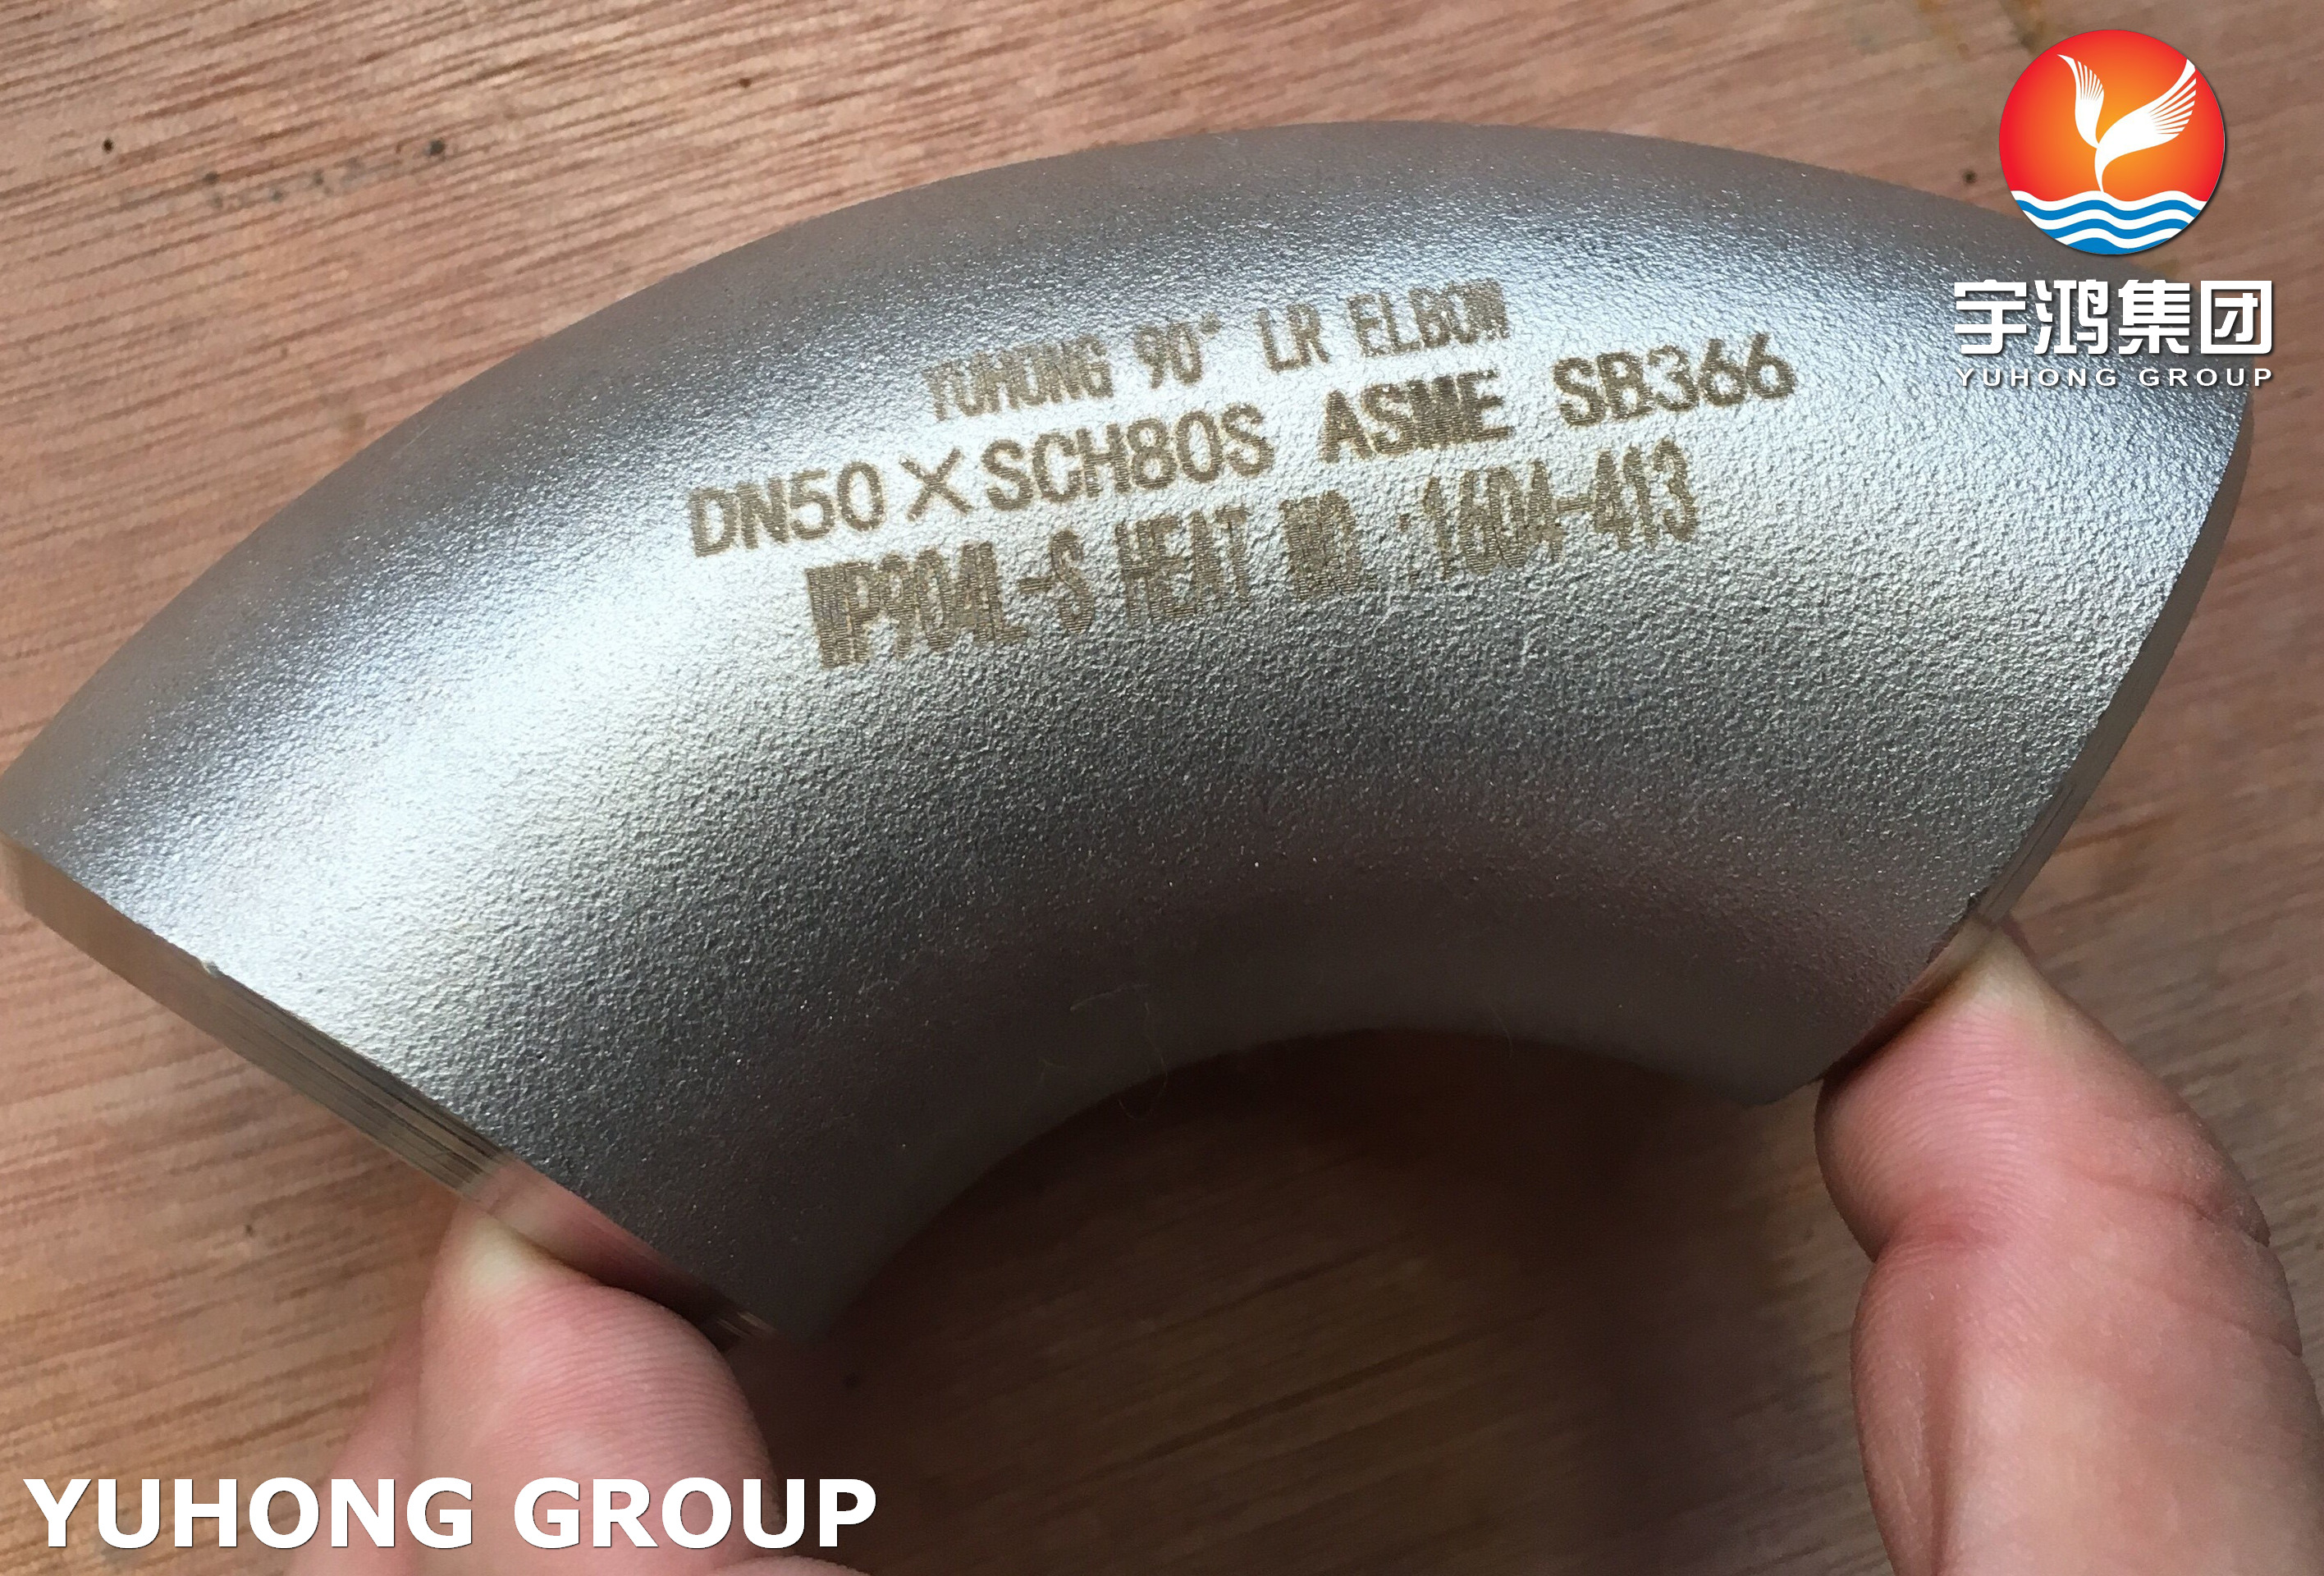 宇鸿集团
YUHONG GROUP
YUHONG 90° LR ELBOW
DN50×SCH80S ASME SB366
WP904L-S HEAT NO. :1604-413
YUHONG GROUP